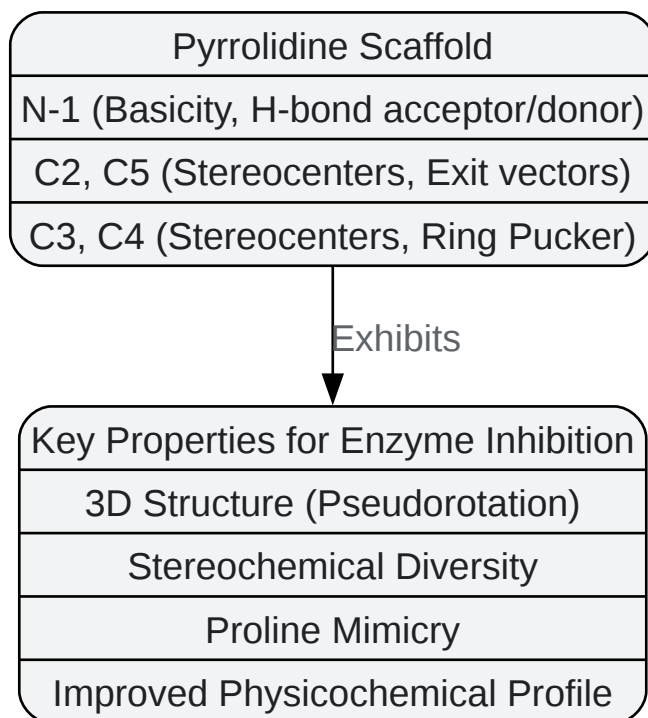 Pyrrolidine Scaffold
N-1 (Basicity, H-bond acceptor/donor)
C2, C5 (Stereocenters, Exit vectors)
C3, C4 (Stereocenters, Ring Pucker)
Exhibits
Key Properties for Enzyme Inhibition
3D Structure (Pseudorotation)
Stereochemical Diversity
Proline Mimicry
Improved Physicochemical Profile